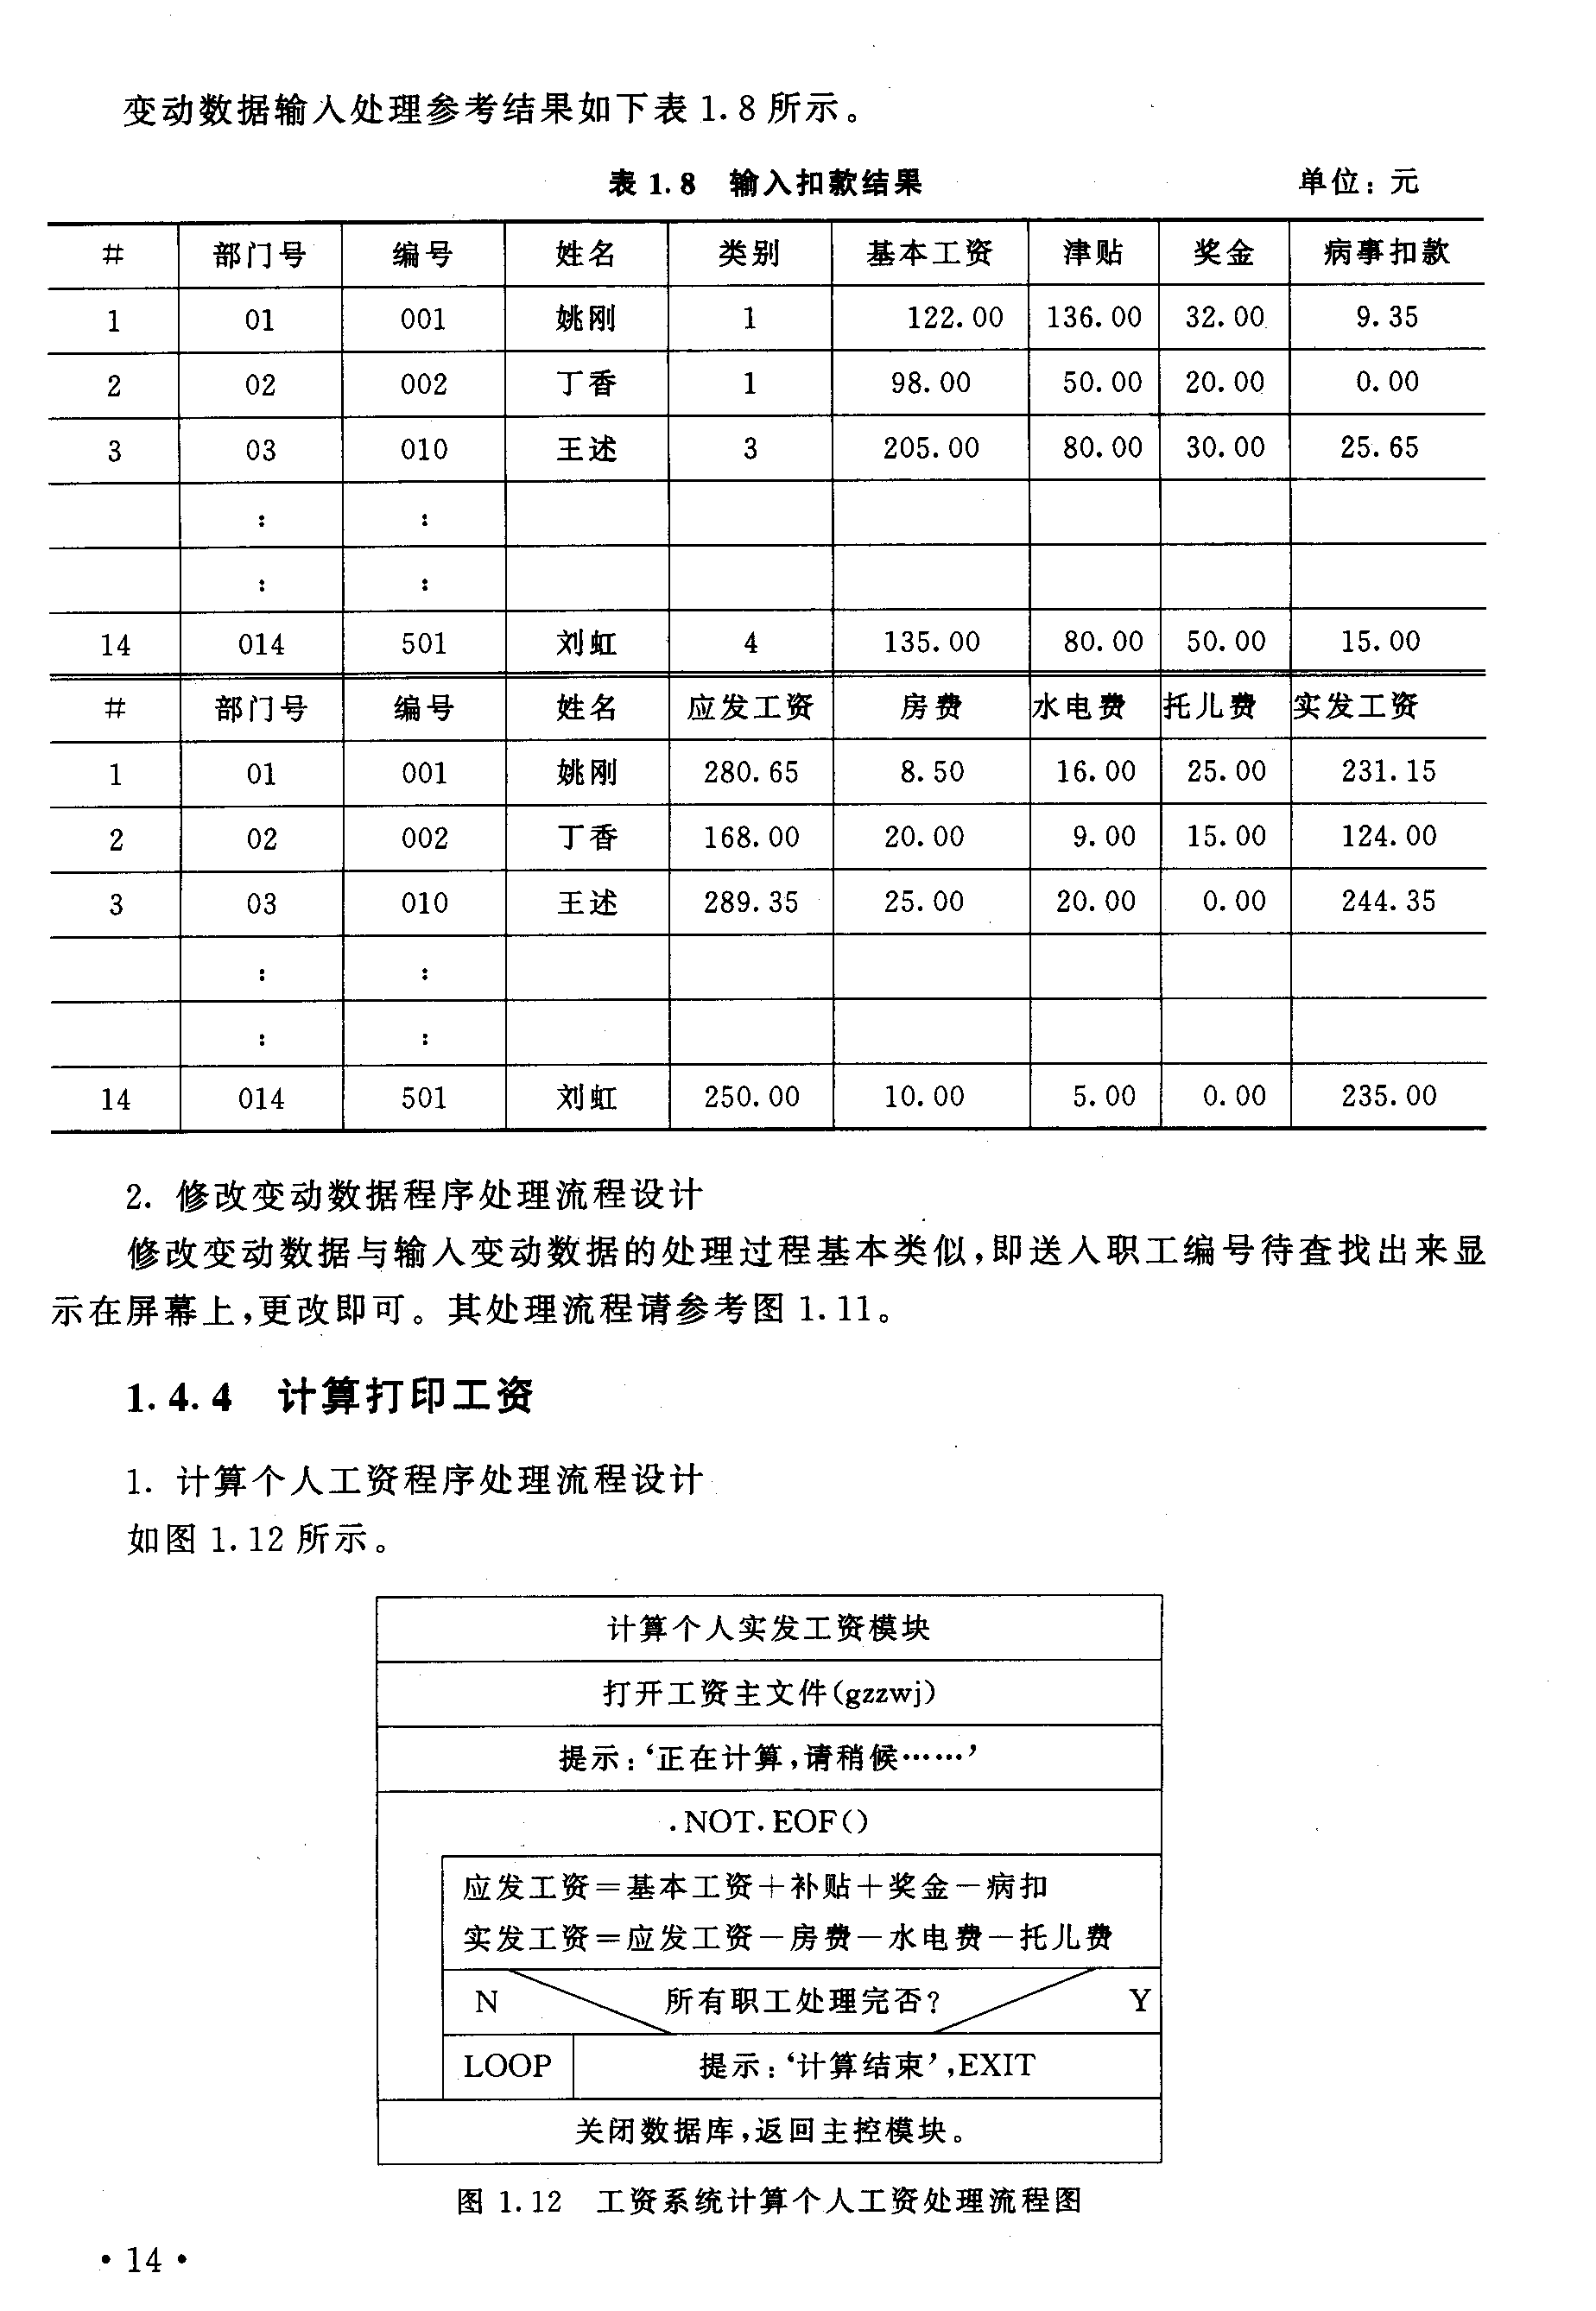 变动数据输入处理参考结果如下表 1.8 所示。
表 1.8 输入扣款结果 单位：元
# 部门号 编号 姓名 类别 基本工资 津贴 奖金 病事扣款
1 01 001 姚刚 1 122.00 136.00 32.00 9.35
2 02 002 丁香 1 98.00 50.00 20.00 0.00
3 03 010 王述 3 205.00 80.00 30.00 25.65
: :
: :
14 014 501 刘虹 4 135.00 80.00 50.00 15.00
# 部门号 编号 姓名 应发工资 房费 水电费 托儿费 实发工资
1 01 001 姚刚 280.65 8.50 16.00 25.00 231.15
2 02 002 丁香 168.00 20.00 9.00 15.00 124.00
3 03 010 王述 289.35 25.00 20.00 0.00 244.35
: :
: :
14 014 501 刘虹 250.00 10.00 5.00 0.00 235.00
2. 修改变动数据程序处理流程设计
修改变动数据与输入变动数据的处理过程基本类似，即送入职工编号待查找出来显
示在屏幕上，更改即可。其处理流程请参考图 1.11。
1.4.4 计算打印工资
1. 计算个人工资程序处理流程设计
如图 1.12 所示。
计算个人实发工资模块
打开工资主文件(gzzwj)
提示：‘正在计算，请稍候……’
.NOT.EOF()
应发工资＝基本工资＋补贴＋奖金－病扣
实发工资＝应发工资－房费－水电费－托儿费
N 所有职工处理完否？ Y
LOOP 提示：‘计算结束’，EXIT
关闭数据库，返回主控模块。
图 1.12 工资系统计算个人工资处理流程图
·14·